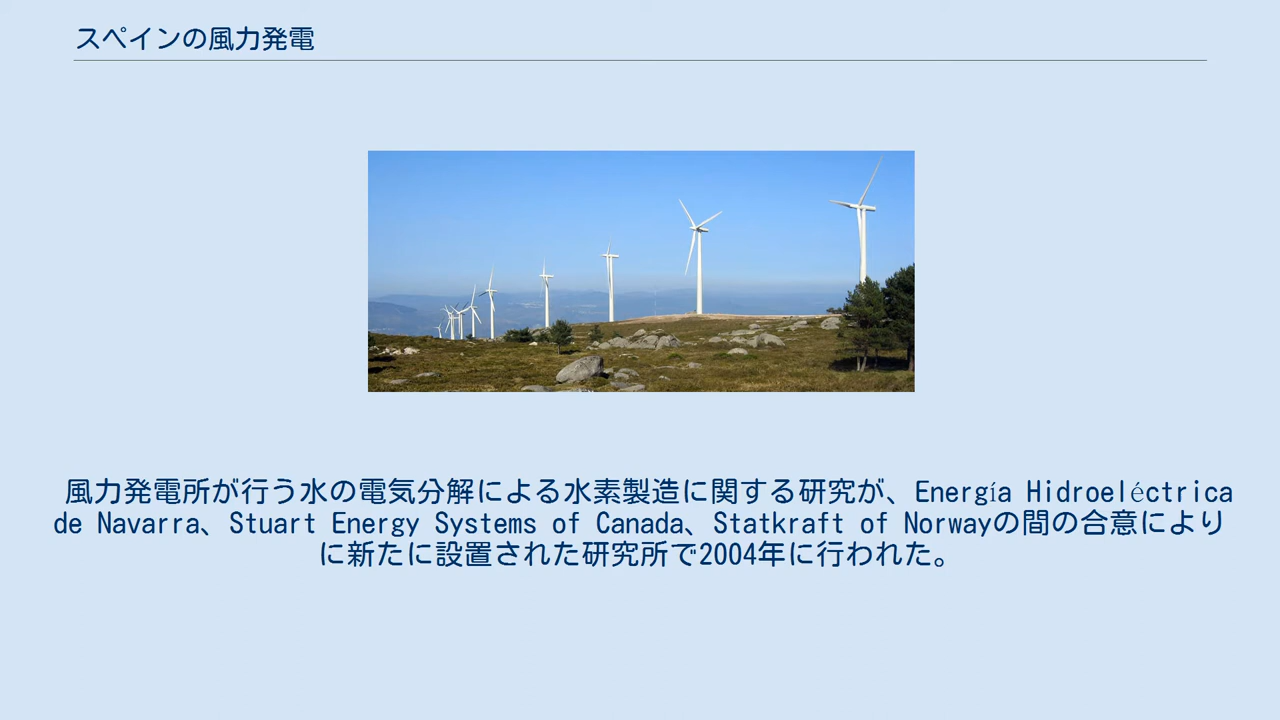 スペインの風力発電
風力発電所が行う水の電気分解による水素製造に関する研究が、Energía Hidroeléctrica
de Navarra、Stuart Energy Systems of Canada、Statkraft of Norwayの間の合意により
に新たに設置された研究所で2004年に行われた。